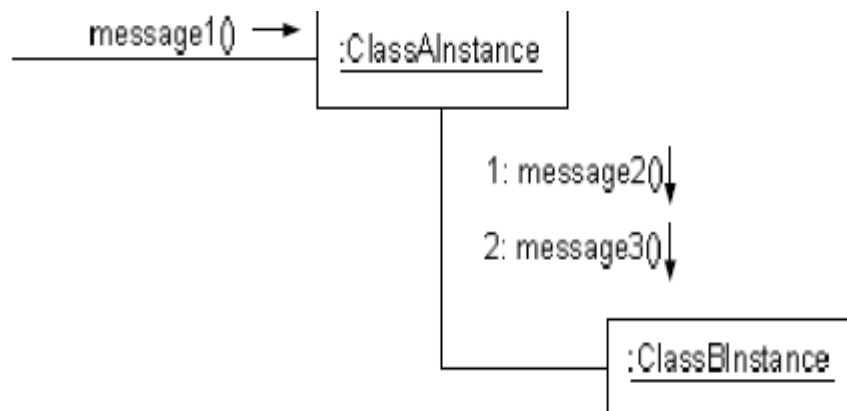 message1()
:ClassAInstance
1: message2()
2: message3()
:ClassBInstance